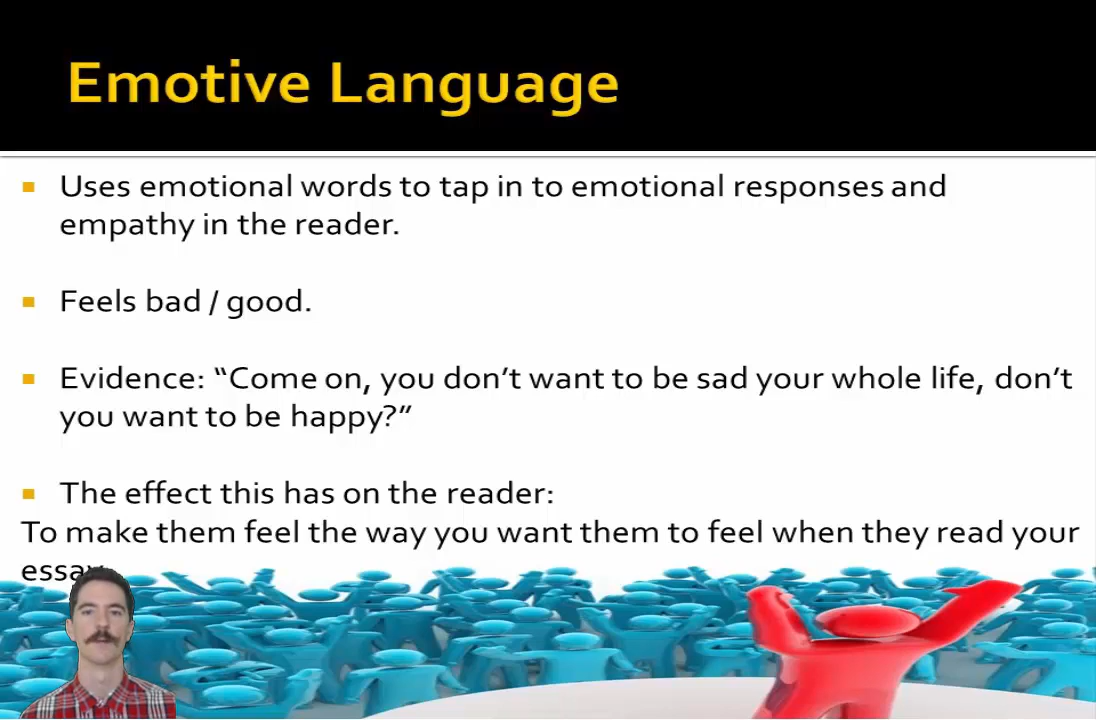 Emotive Language
Uses emotional words to tap in to emotional responses and
empathy in the reader.
Feels bad / good.
Evidence: “Come on, you don’t want to be sad your whole life, don’t
you want to be happy?”
The effect this has on the reader:
To make them feel the way you want them to feel when they read your
essay